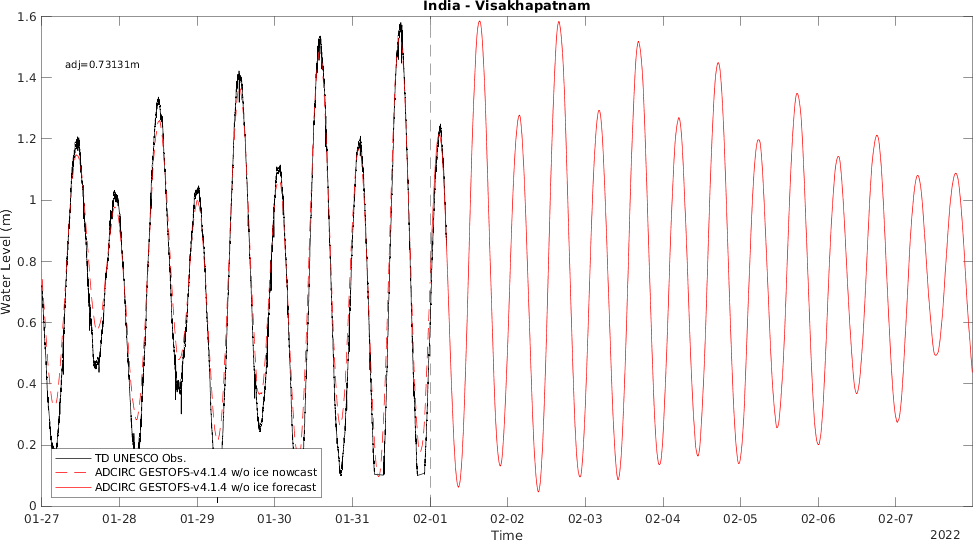 India - Visakhapatnam
1.6
adj=0.73131m
1.4
1.2
1
0.8
0.6
0.4
0.2
0
Water Level (m)
TD UNESCO Obs.
ADCIRC GESTOFS-v4.1.4 w/o ice nowcast
ADCIRC GESTOFS-v4.1.4 w/o ice forecast
01-27 01-28 01-29 01-30 01-31 02-01 02-02 02-03 02-04 02-05 02-06 02-07
Time
2022